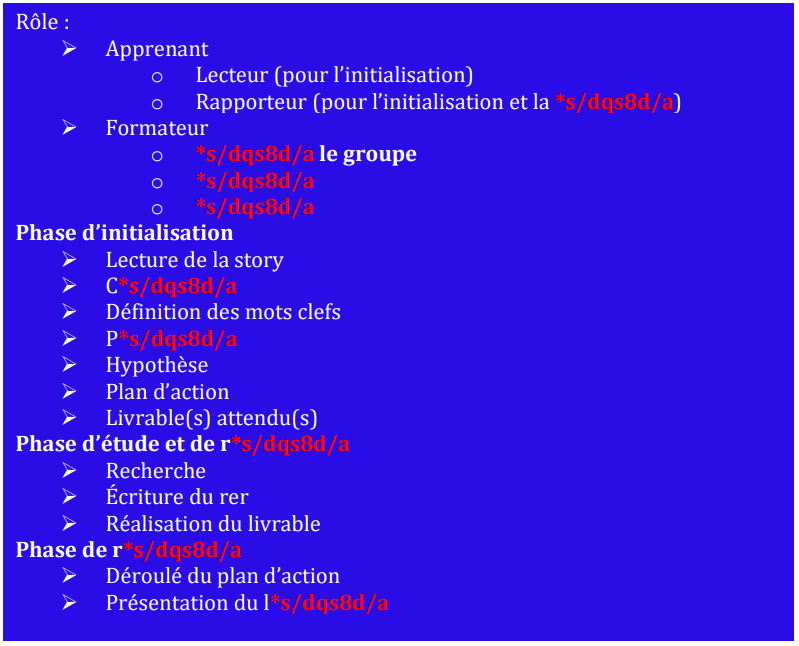 Rôle :
➢ Apprenant
o Lecteur (pour l’initialisation)
o Rapporteur (pour l’initialisation et la *s/dqs8d/a)
➢ Formateur
o *s/dqs8d/a le groupe
o *s/dqs8d/a
o *s/dqs8d/a
Phase d’initialisation
➢ Lecture de la story
➢ C*s/dqs8d/a
➢ Définition des mots clefs
➢ P*s/dqs8d/a
➢ Hypothèse
➢ Plan d’action
➢ Livrable(s) attendu(s)
Phase d’étude et de r*s/dqs8d/a
➢ Recherche
➢ Écriture du rer
➢ Réalisation du livrable
Phase de r*s/dqs8d/a
➢ Déroulé du plan d’action
➢ Présentation du l*s/dqs8d/a